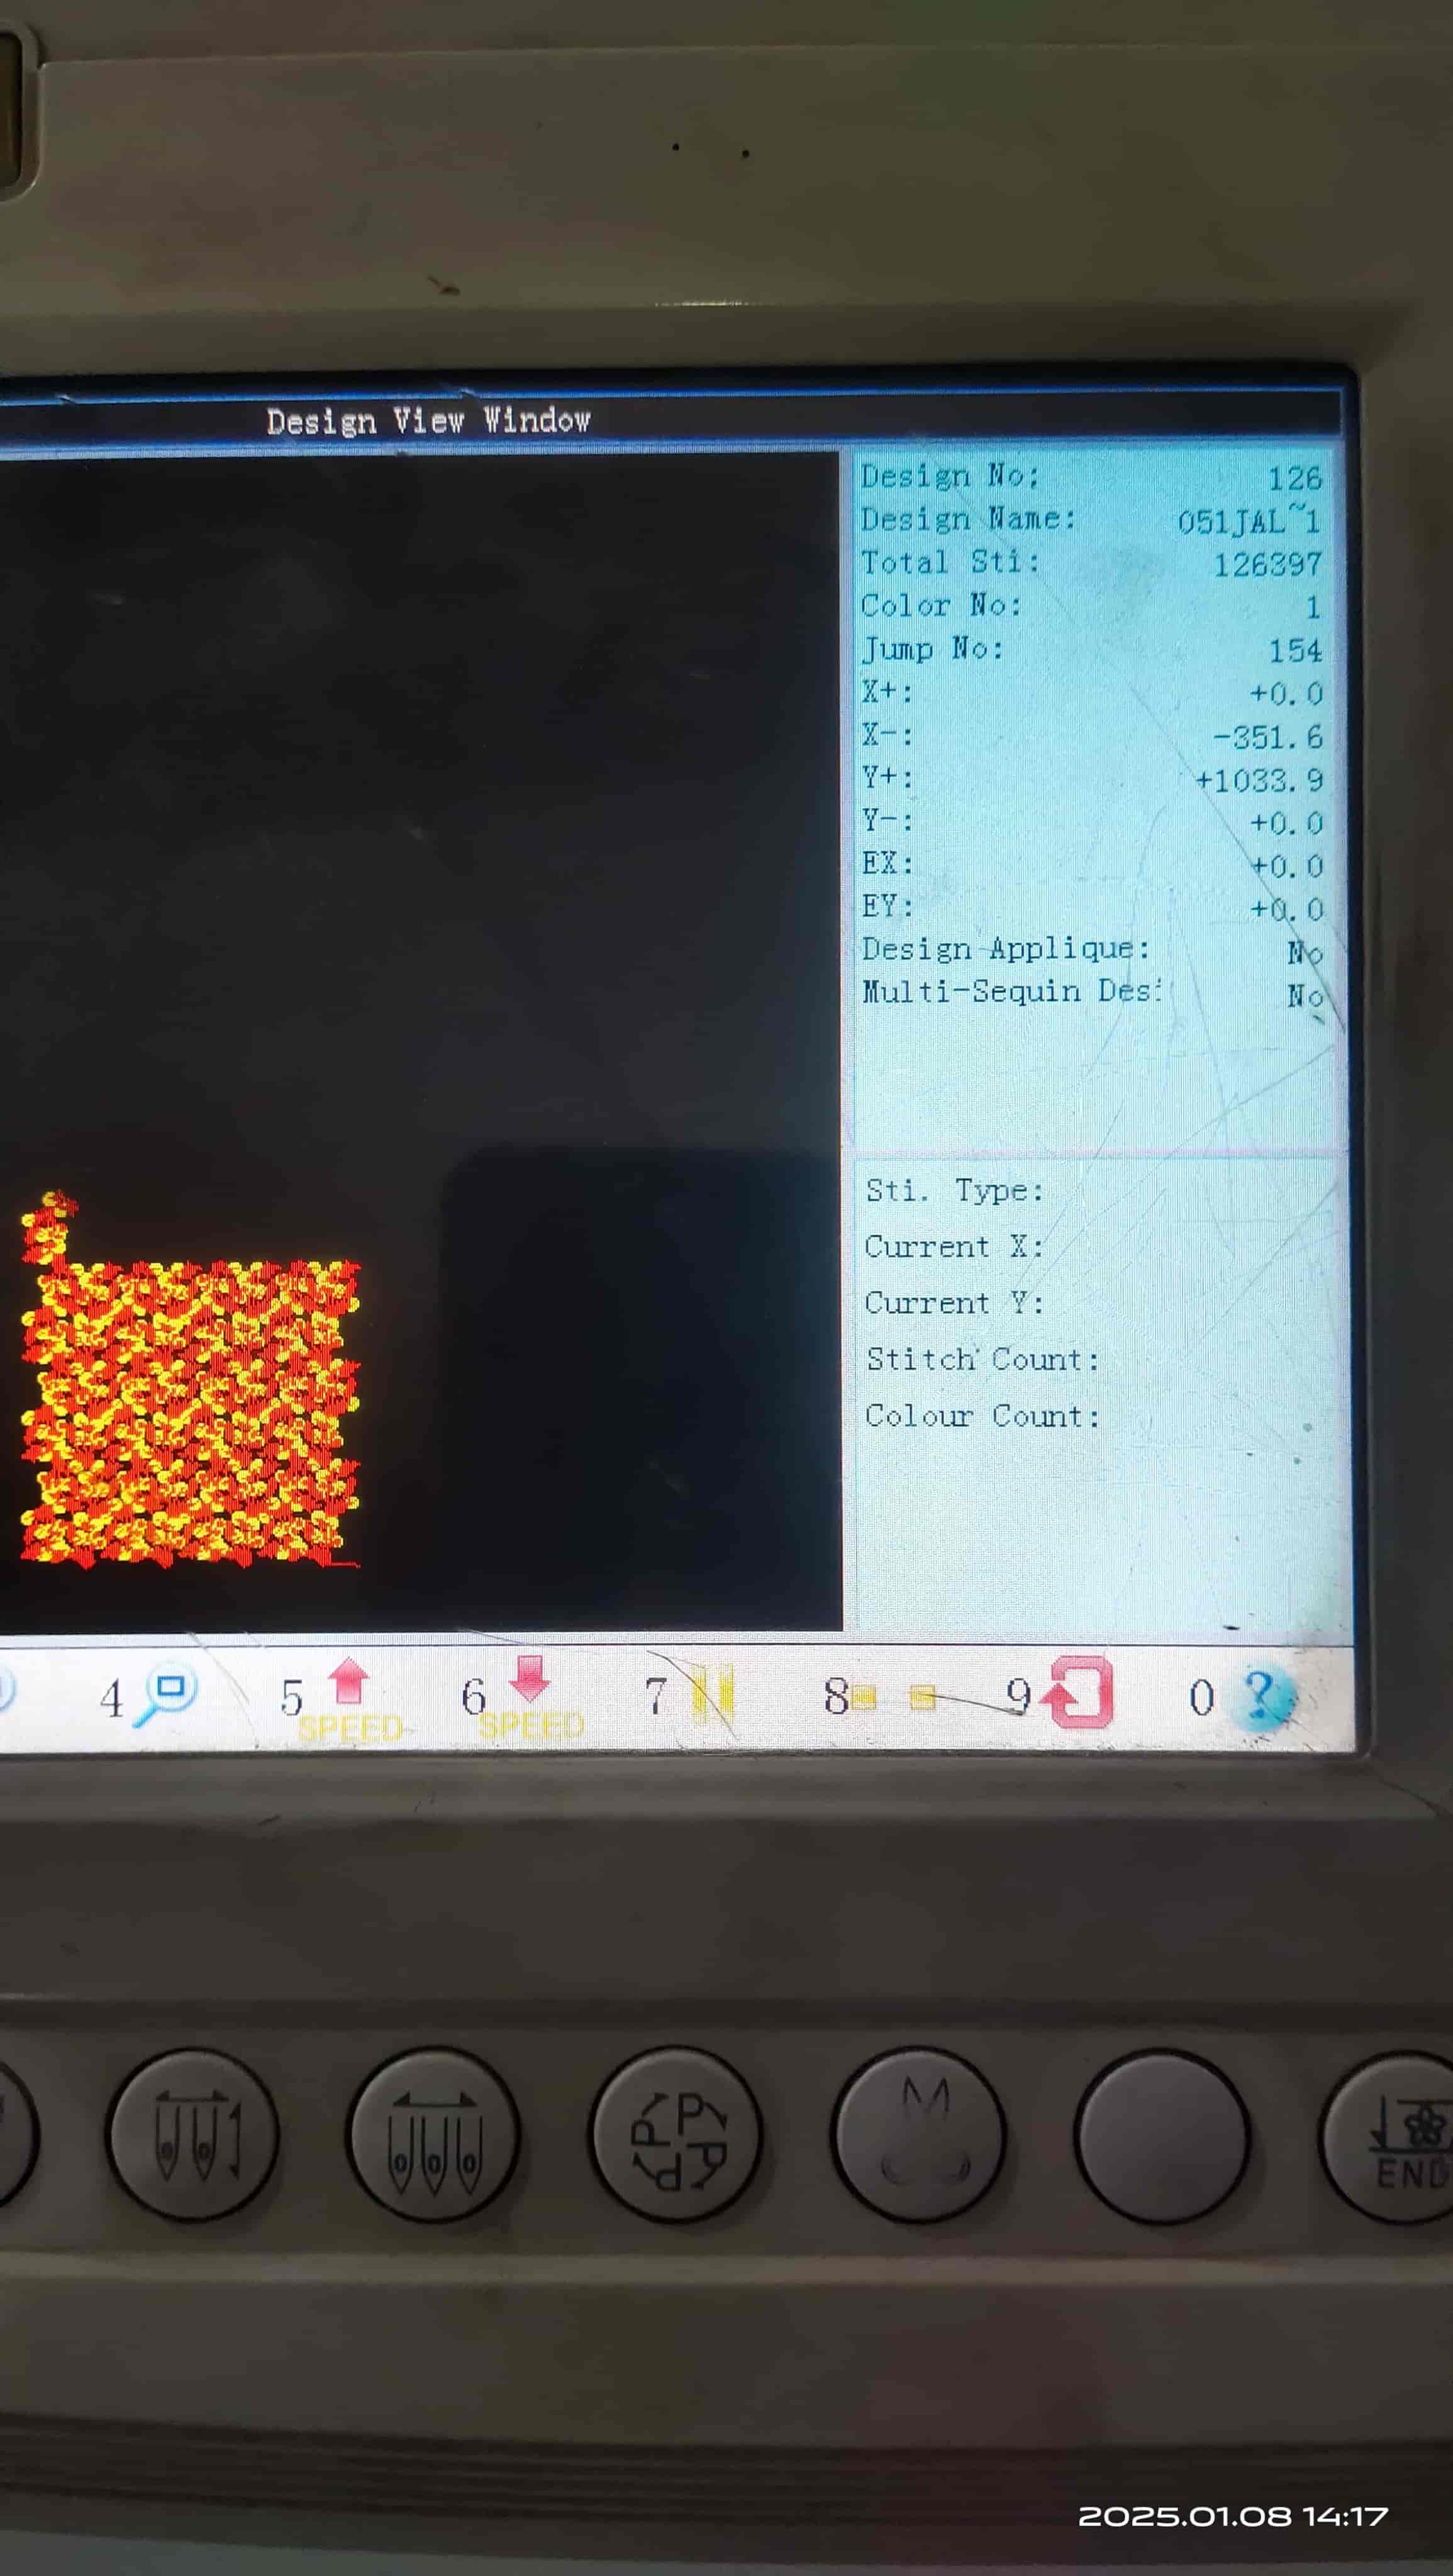 Design View Window
Design No: 126
Design Name: 051JAL~1
Total Sti: 126397
Color No: 1
Jump No: 154
X+: +0.0
X-: -351.6
Y+: +1033.9
Y-: +0.0
EX: +0.0
EY: +0.0
Design Applique: No
Multi-Sequin Des: No
Sti. Type:
Current X:
Current Y:
Stitch Count:
Colour Count:
4 5 SPEED 6 SPEED 7 8 9 0 ?
P P P P
M
END
2025.01.08 14:17